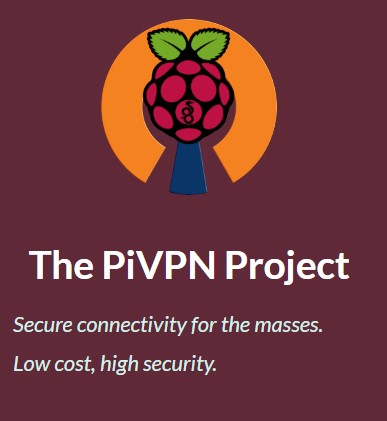 The PiVPN Project
Secure connectivity for the masses.
Low cost, high security.